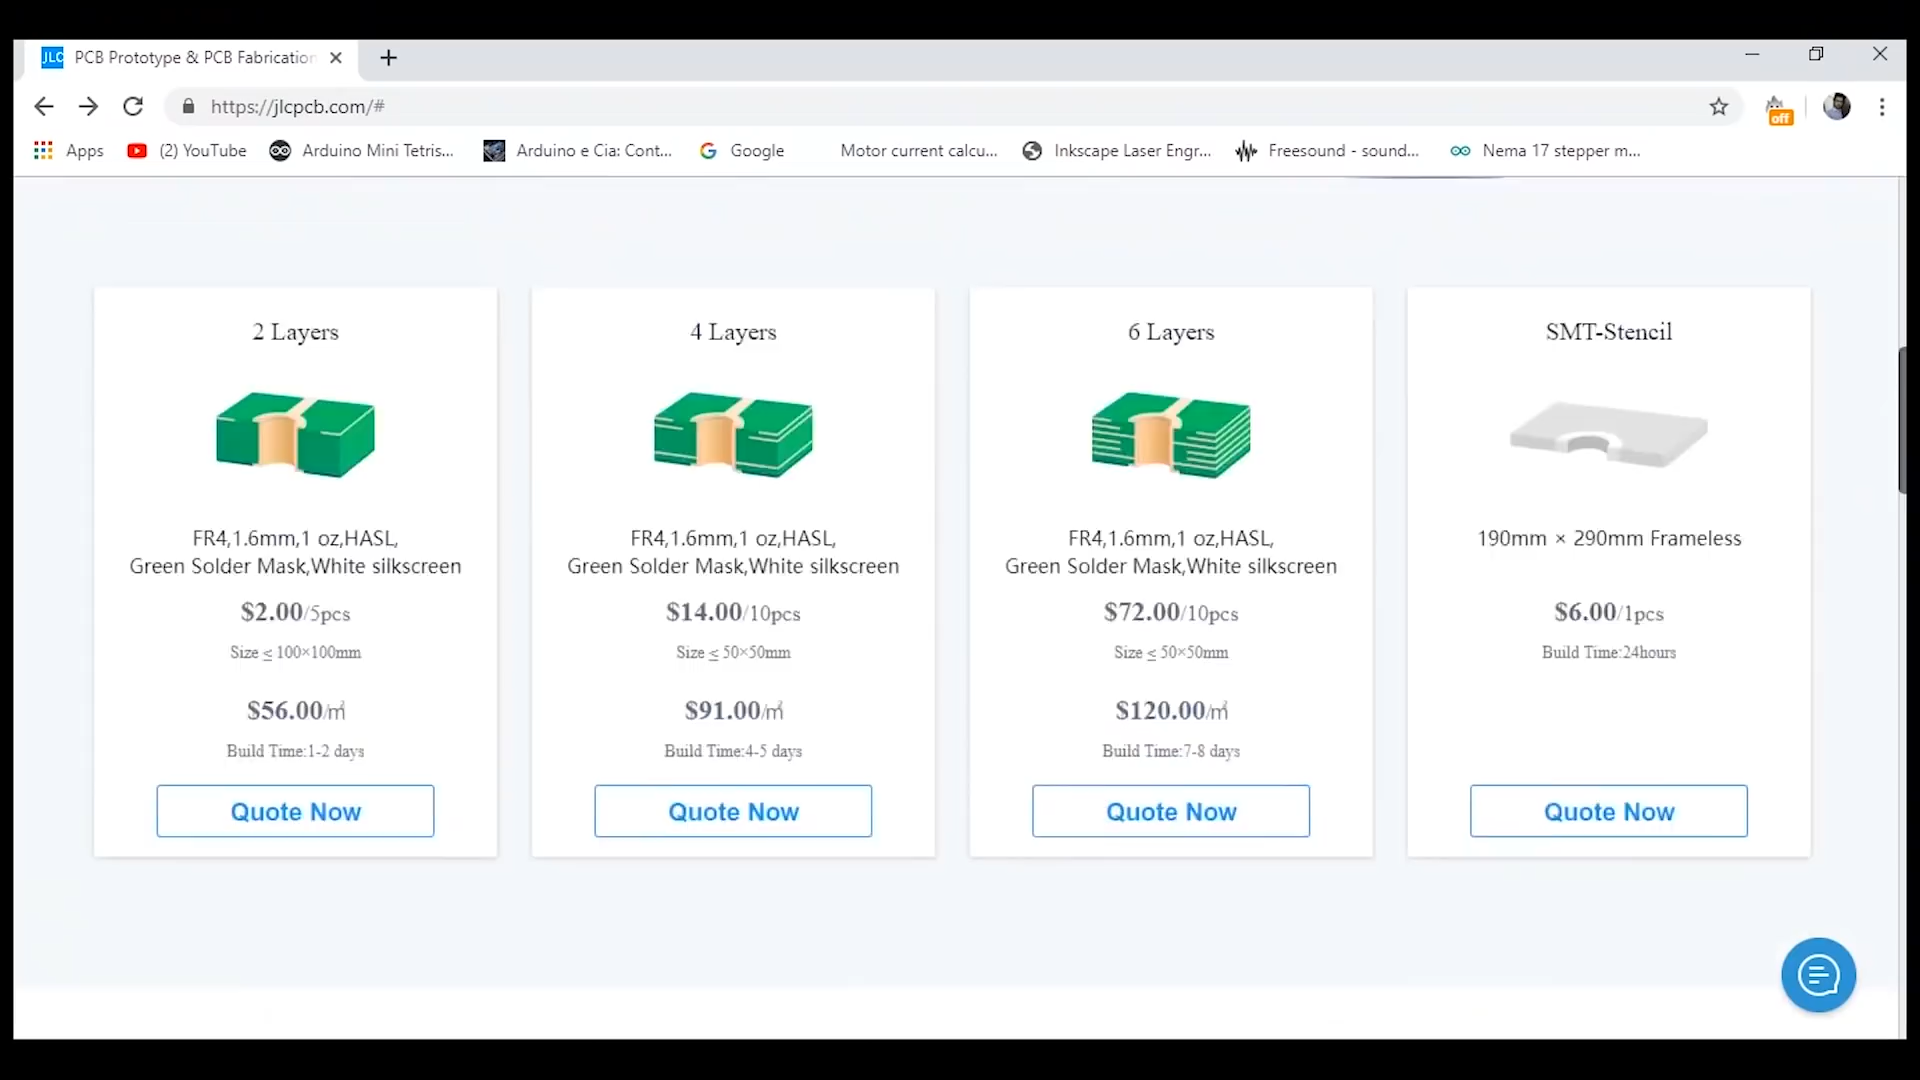 JLC PCB Prototype & PCB Fabrication
https://jlcpcb.com/#
off
Apps (2) YouTube Arduino Mini Tetris... Arduino e Cia: Cont... Google Motor current calcu... Inkscape Laser Engr... Freesound - sound... Nema 17 stepper m...
2 Layers
FR4,1.6mm,1 oz,HASL,
Green Solder Mask,White silkscreen
$2.00/5pcs
Size ≤ 100×100mm
$56.00/㎡
Build Time:1-2 days
Quote Now
4 Layers
FR4,1.6mm,1 oz,HASL,
Green Solder Mask,White silkscreen
$14.00/10pcs
Size ≤ 50×50mm
$91.00/㎡
Build Time:4-5 days
Quote Now
6 Layers
FR4,1.6mm,1 oz,HASL,
Green Solder Mask,White silkscreen
$72.00/10pcs
Size ≤ 50×50mm
$120.00/㎡
Build Time:7-8 days
Quote Now
SMT-Stencil
190mm × 290mm Frameless
$6.00/1pcs
Build Time:24hours
Quote Now